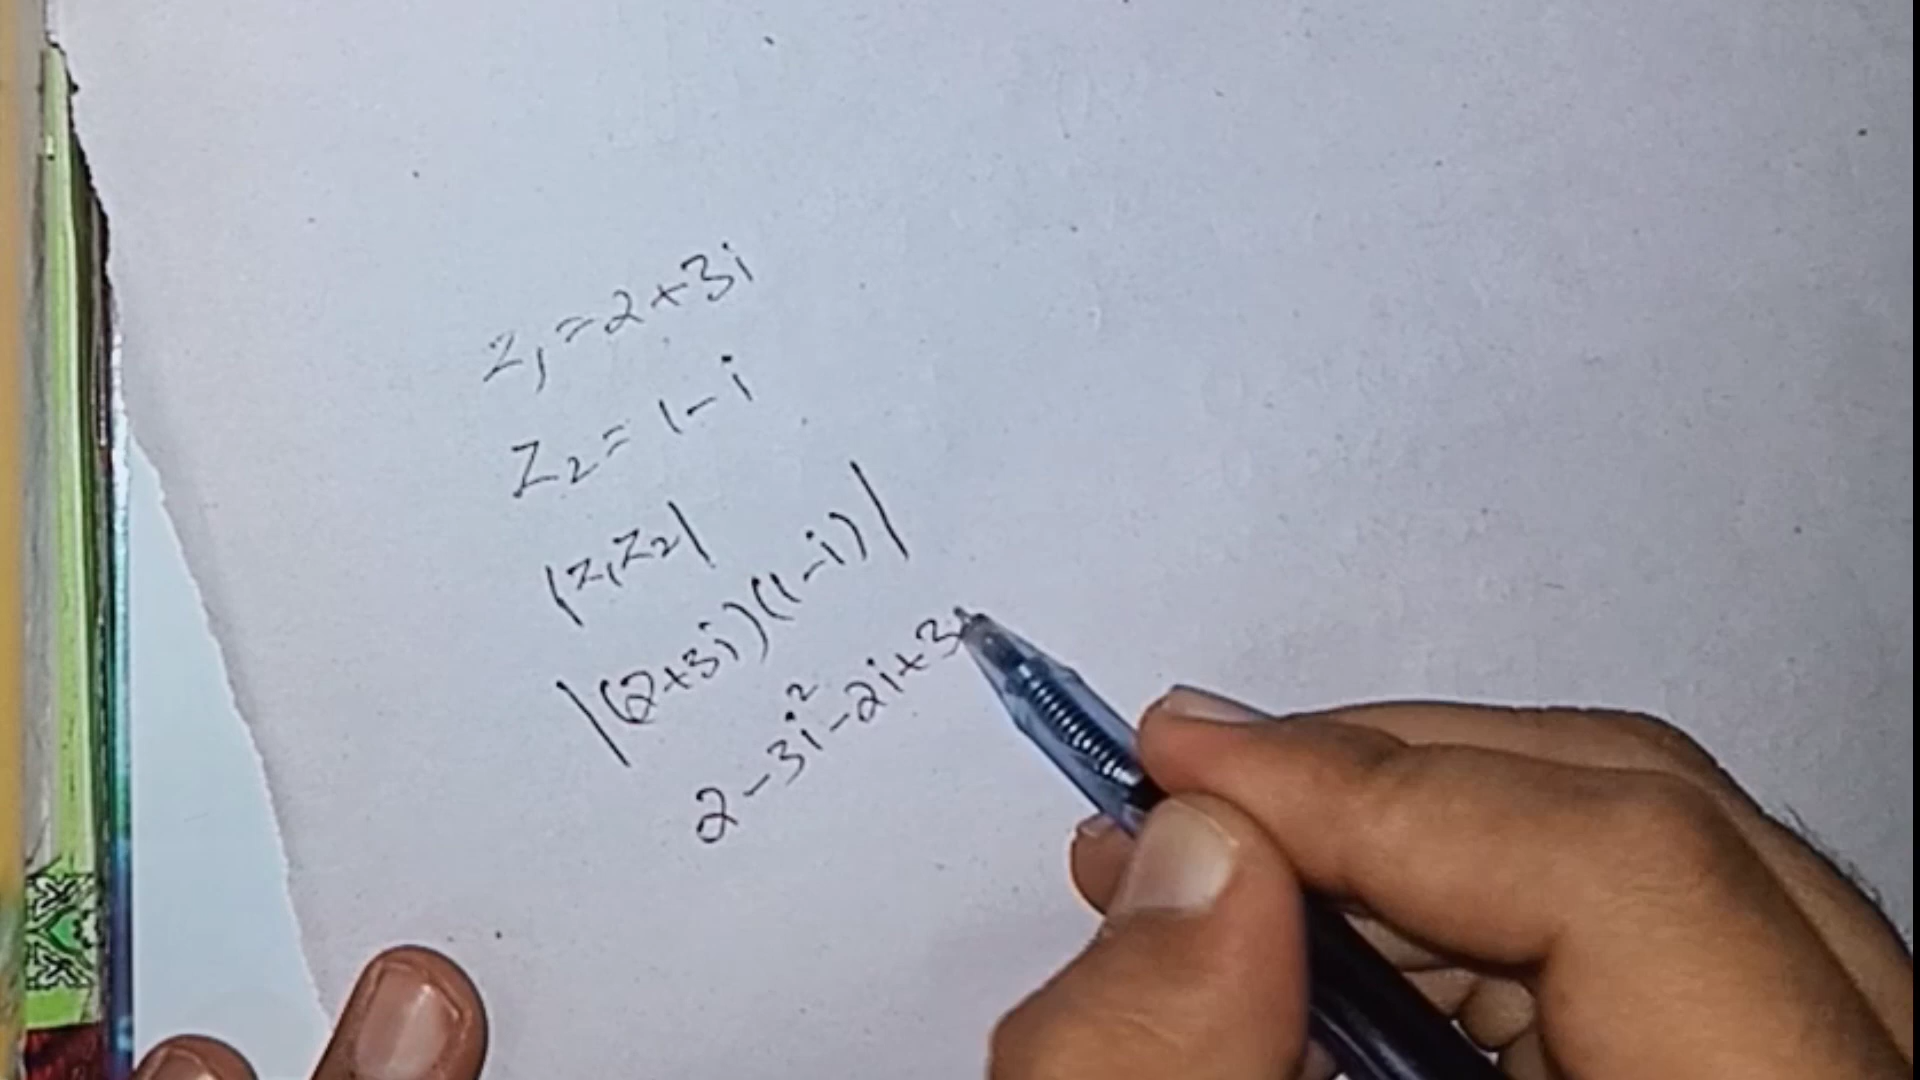 z₁ = 2+3i
z₂ = 1-i
|z₁z₂|
|(2+3i)(1-i)|
2-3i²-2i+3